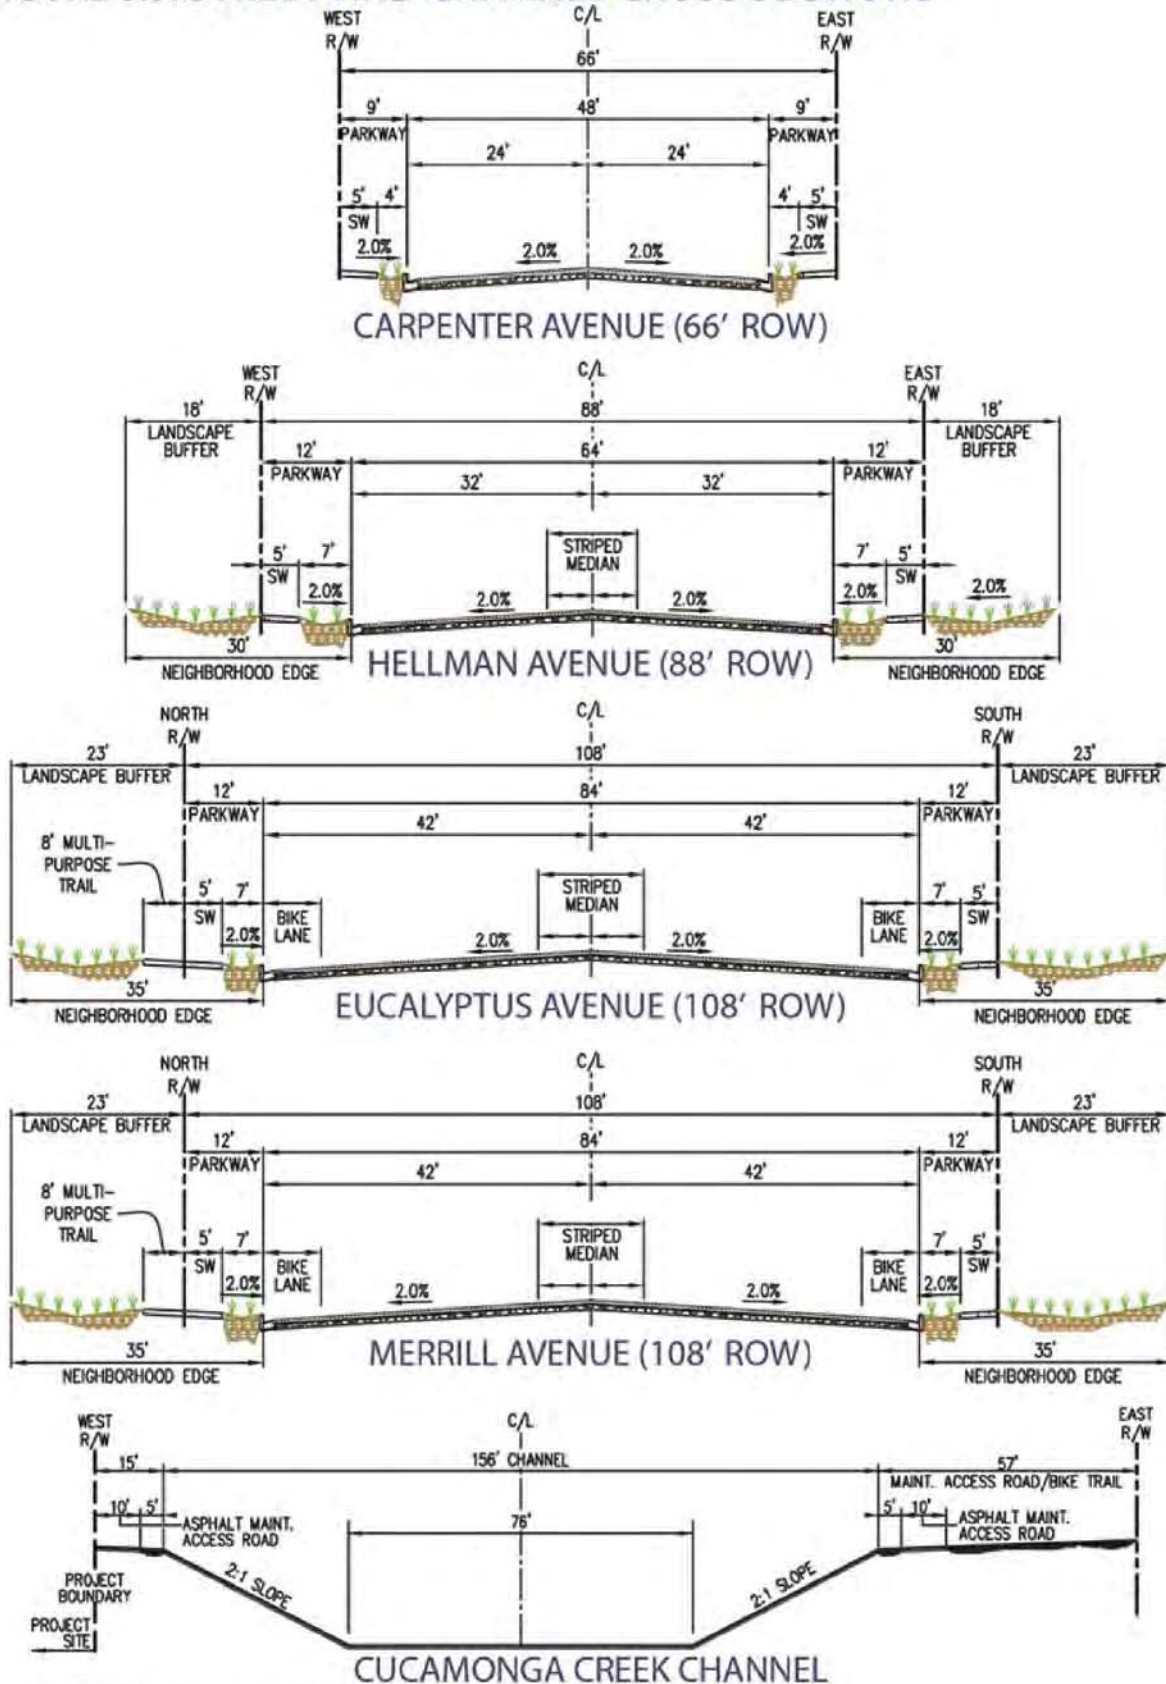 WEST
R/W
C/L
EAST
R/W
66'
9'
PARKWAY
48'
9'
PARKWAY
24'
24'
5'
SW
4'
4'
5'
SW
2.0%
2.0%
2.0%
2.0%
CARPENTER AVENUE (66' ROW)
WEST
R/W
C/L
EAST
R/W
18'
LANDSCAPE
BUFFER
88'
18'
LANDSCAPE
BUFFER
12'
PARKWAY
64'
12'
PARKWAY
32'
32'
STRIPED
MEDIAN
5'
SW
7'
7'
5'
SW
2.0%
2.0%
2.0%
2.0%
2.0%
30'
NEIGHBORHOOD EDGE
30'
NEIGHBORHOOD EDGE
HELLMAN AVENUE (88' ROW)
NORTH
R/W
C/L
SOUTH
R/W
23'
LANDSCAPE BUFFER
108'
23'
LANDSCAPE BUFFER
12'
PARKWAY
84'
12'
PARKWAY
42'
42'
8' MULTI-
PURPOSE
TRAIL
5'
SW
7'
BIKE
LANE
STRIPED
MEDIAN
BIKE
LANE
7'
5'
SW
2.0%
2.0%
2.0%
2.0%
35'
NEIGHBORHOOD EDGE
35'
NEIGHBORHOOD EDGE
EUCALYPTUS AVENUE (108' ROW)
NORTH
R/W
C/L
SOUTH
R/W
23'
LANDSCAPE BUFFER
108'
23'
LANDSCAPE BUFFER
12'
PARKWAY
84'
12'
PARKWAY
42'
42'
8' MULTI-
PURPOSE
TRAIL
5'
SW
7'
BIKE
LANE
STRIPED
MEDIAN
BIKE
LANE
7'
5'
SW
2.0%
2.0%
2.0%
2.0%
35'
NEIGHBORHOOD EDGE
35'
NEIGHBORHOOD EDGE
MERRILL AVENUE (108' ROW)
WEST
R/W
C/L
EAST
R/W
15'
156' CHANNEL
57'
MAINT. ACCESS ROAD/BIKE TRAIL
10'
5'
ASPHALT MAINT.
ACCESS ROAD
76'
5'
10'
ASPHALT MAINT.
ACCESS ROAD
2:1 SLOPE
2:1 SLOPE
PROJECT
BOUNDARY
PROJECT
SITE
CUCAMONGA CREEK CHANNEL